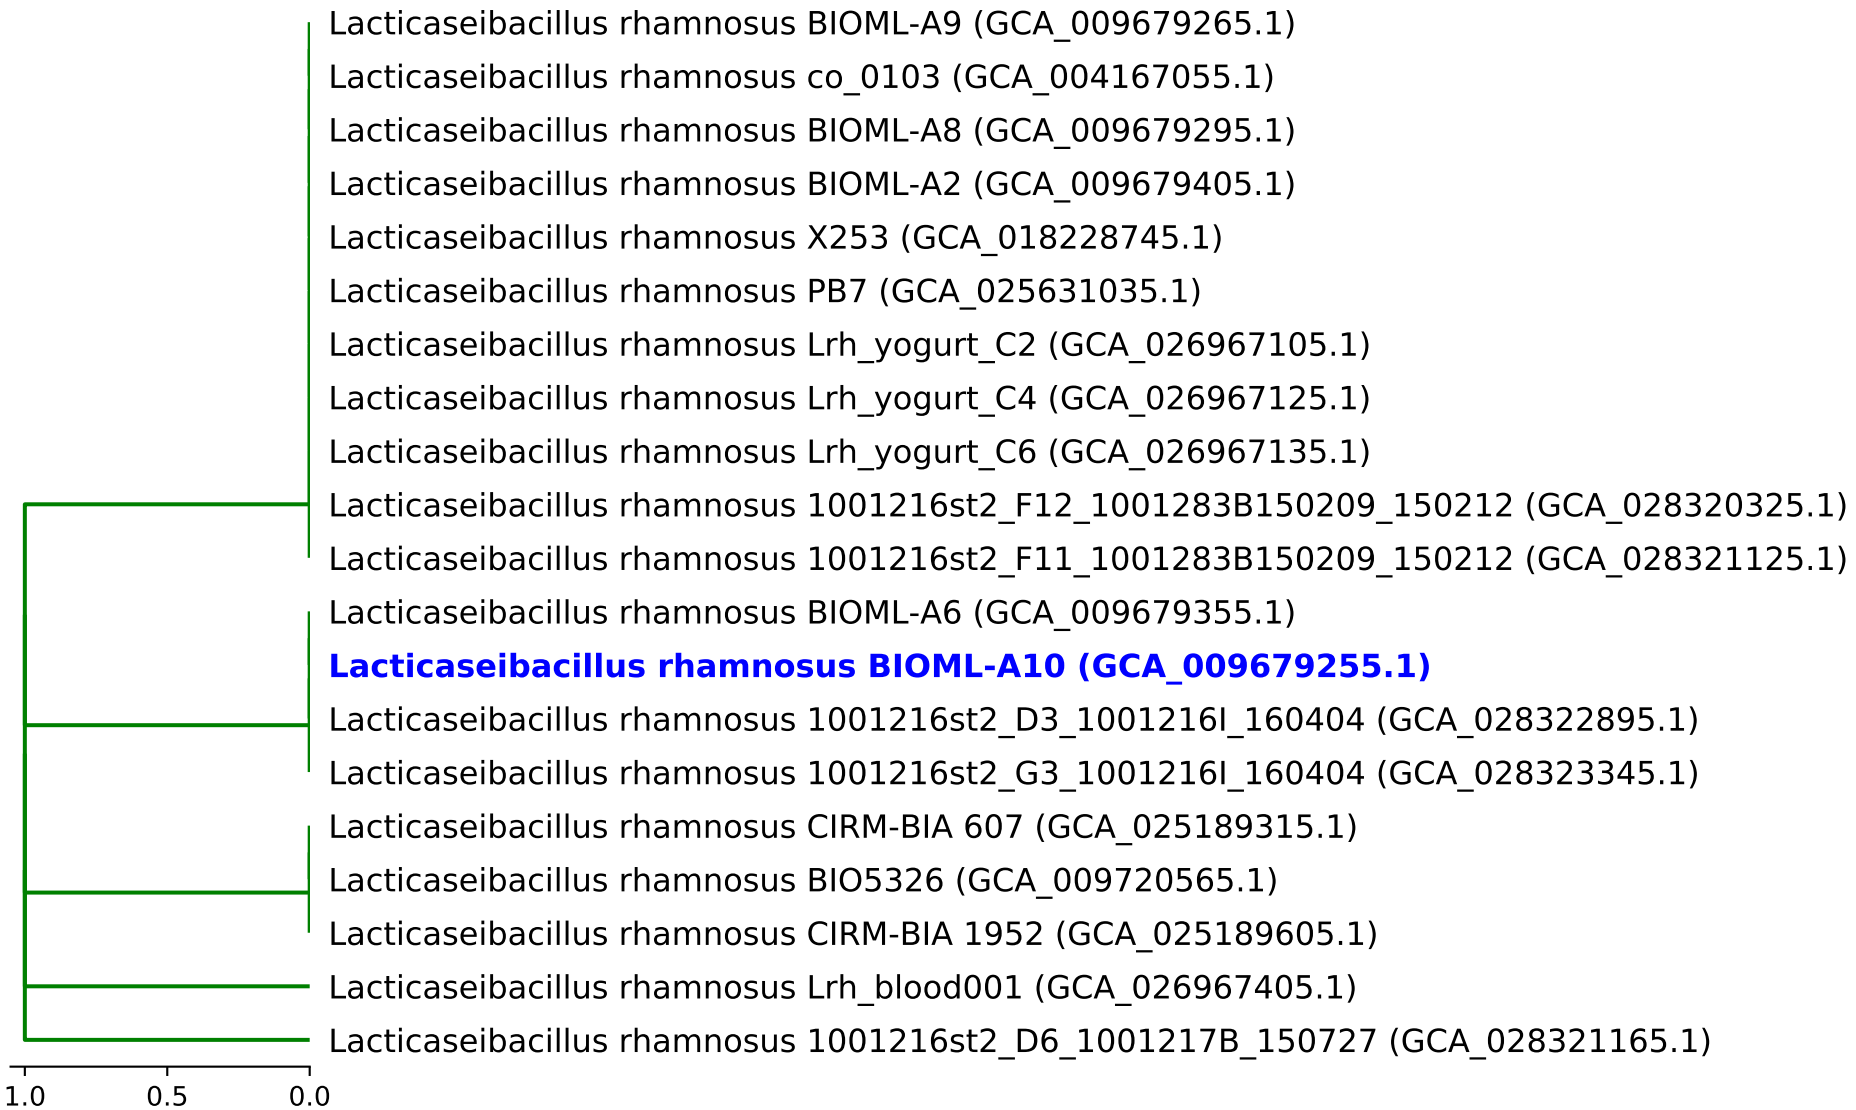 Lacticaseibacillus rhamnosus BIOML-A9 (GCA_009679265.1)
Lacticaseibacillus rhamnosus co_0103 (GCA_004167055.1)
Lacticaseibacillus rhamnosus BIOML-A8 (GCA_009679295.1)
Lacticaseibacillus rhamnosus BIOML-A2 (GCA_009679405.1)
Lacticaseibacillus rhamnosus X253 (GCA_018228745.1)
Lacticaseibacillus rhamnosus PB7 (GCA_025631035.1)
Lacticaseibacillus rhamnosus Lrh_yogurt_C2 (GCA_026967105.1)
Lacticaseibacillus rhamnosus Lrh_yogurt_C4 (GCA_026967125.1)
Lacticaseibacillus rhamnosus Lrh_yogurt_C6 (GCA_026967135.1)
Lacticaseibacillus rhamnosus 1001216st2_F12_1001283B150209_150212 (GCA_028320325.1)
Lacticaseibacillus rhamnosus 1001216st2_F11_1001283B150209_150212 (GCA_028321125.1)
Lacticaseibacillus rhamnosus BIOML-A6 (GCA_009679355.1)
Lacticaseibacillus rhamnosus BIOML-A10 (GCA_009679255.1)
Lacticaseibacillus rhamnosus 1001216st2_D3_1001216I_160404 (GCA_028322895.1)
Lacticaseibacillus rhamnosus 1001216st2_G3_1001216I_160404 (GCA_028323345.1)
Lacticaseibacillus rhamnosus CIRM-BIA 607 (GCA_025189315.1)
Lacticaseibacillus rhamnosus BIO5326 (GCA_009720565.1)
Lacticaseibacillus rhamnosus CIRM-BIA 1952 (GCA_025189605.1)
Lacticaseibacillus rhamnosus Lrh_blood001 (GCA_026967405.1)
Lacticaseibacillus rhamnosus 1001216st2_D6_1001217B_150727 (GCA_028321165.1)
1.0 0.5 0.0